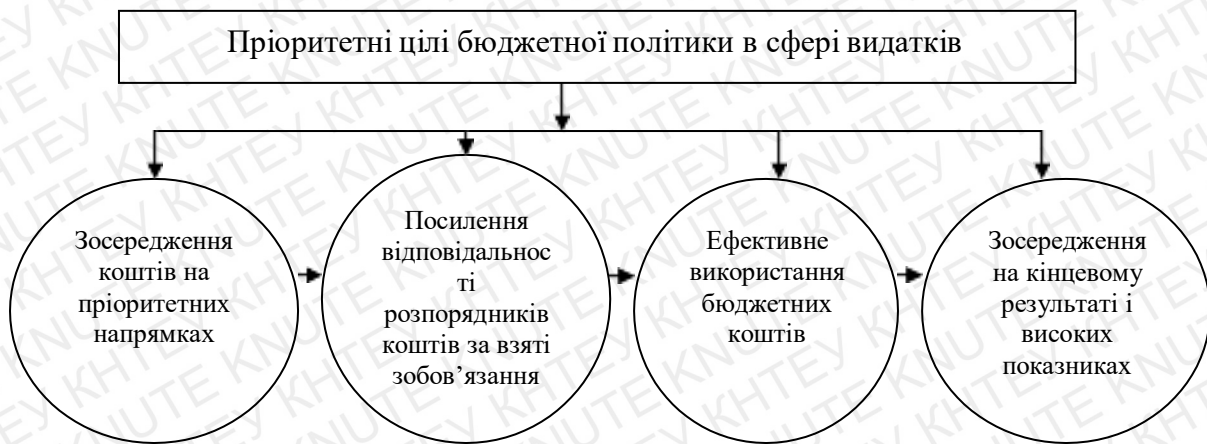 Пріоритетні цілі бюджетної політики в сфері видатків
Зосередження
коштів на
пріоритетних
напрямках
Посилення
відповідальнос
ті
розпорядників
коштів за взяті
зобов’язання
Ефективне
використання
бюджетних
коштів
Зосередження
на кінцевому
результаті і
високих
показниках